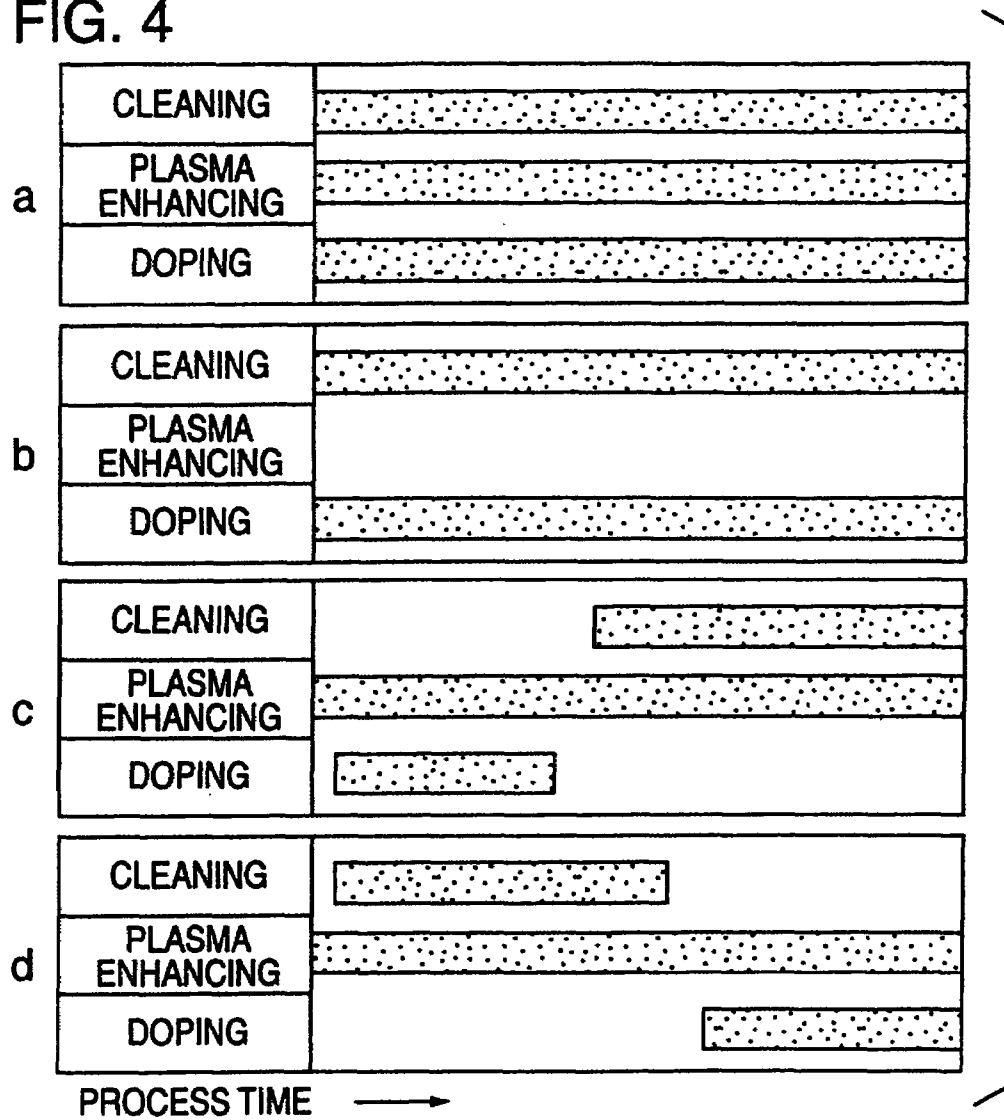 FIG. 4
a
CLEANING
PLASMA
ENHANCING
DOPING
b
CLEANING
PLASMA
ENHANCING
DOPING
c
CLEANING
PLASMA
ENHANCING
DOPING
d
CLEANING
PLASMA
ENHANCING
DOPING
PROCESS TIME